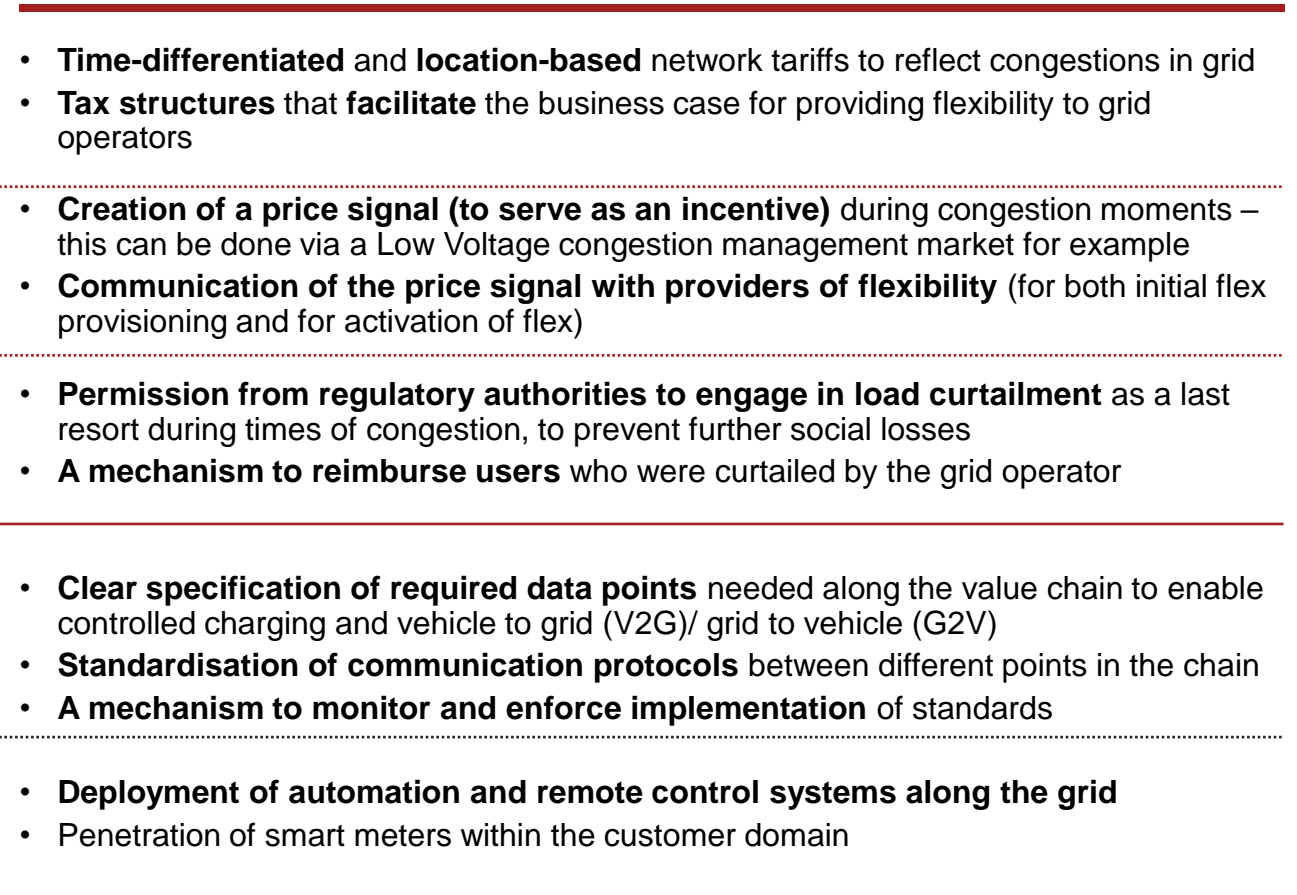 • Time-differentiated and location-based network tariffs to reflect congestions in grid
• Tax structures that facilitate the business case for providing flexibility to grid
operators
• Creation of a price signal (to serve as an incentive) during congestion moments –
this can be done via a Low Voltage congestion management market for example
• Communication of the price signal with providers of flexibility (for both initial flex
provisioning and for activation of flex)
• Permission from regulatory authorities to engage in load curtailment as a last
resort during times of congestion, to prevent further social losses
• A mechanism to reimburse users who were curtailed by the grid operator
• Clear specification of required data points needed along the value chain to enable
controlled charging and vehicle to grid (V2G)/ grid to vehicle (G2V)
• Standardisation of communication protocols between different points in the chain
• A mechanism to monitor and enforce implementation of standards
• Deployment of automation and remote control systems along the grid
• Penetration of smart meters within the customer domain